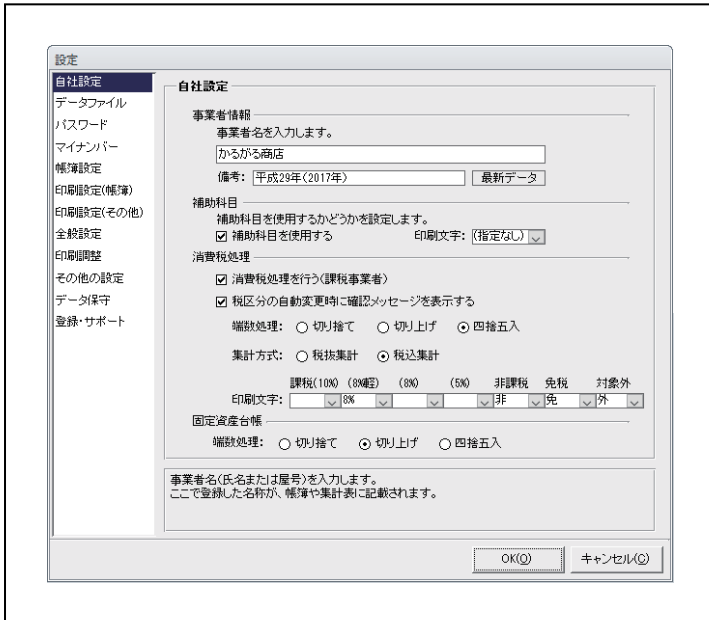 設定
自社設定
データファイル
パスワード
マイナンバー
帳簿設定
印刷設定(帳簿)
印刷設定(その他)
全般設定
印刷調整
その他の設定
データ保守
登録・サポート
自社設定
事業者情報
事業者名を入力します。
かるがる商店
備考: 平成29年(2017年) 最新データ
補助科目
補助科目を使用するかどうかを設定します。
補助科目を使用する 印刷文字: (指定なし)
消費税処理
消費税処理を行う(課税事業者)
税区分の自動変更時に確認メッセージを表示する
端数処理: 切り捨て 切り上げ 四捨五入
集計方式: 税抜集計 税込集計
課税(10%) (8%軽) (8%) (5%) 非課税 免税 対象外
印刷文字: 8% 非 免 外
固定資産台帳
端数処理: 切り捨て 切り上げ 四捨五入
事業者名(氏名または屋号)を入力します。
ここで登録した名称が、帳簿や集計表に記載されます。
OK(O) キャンセル(C)